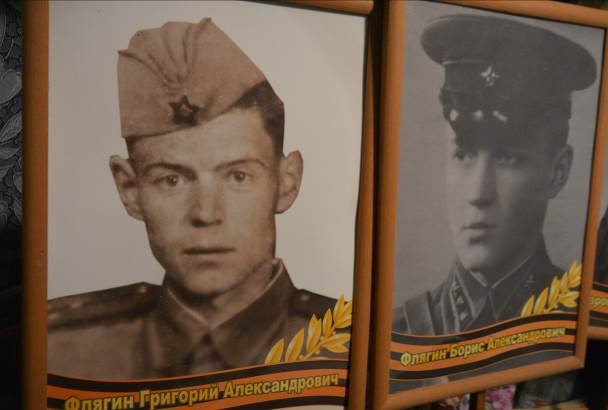 Флягин Григорий Александрович
Флягин Борис Александрович